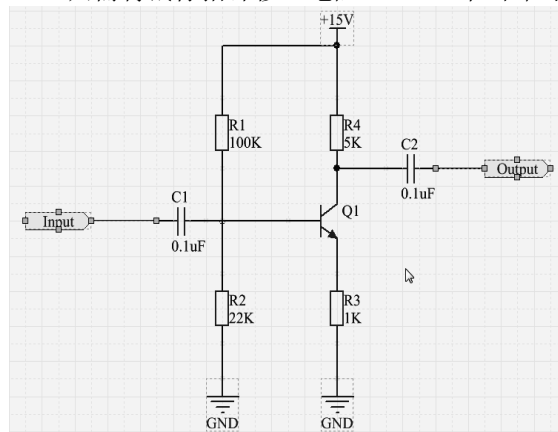 +15V
R1
100K
R4
5K
C2
0.1uF
Output
C1
0.1uF
Input
Q1
R2
22K
R3
1K
GND
GND